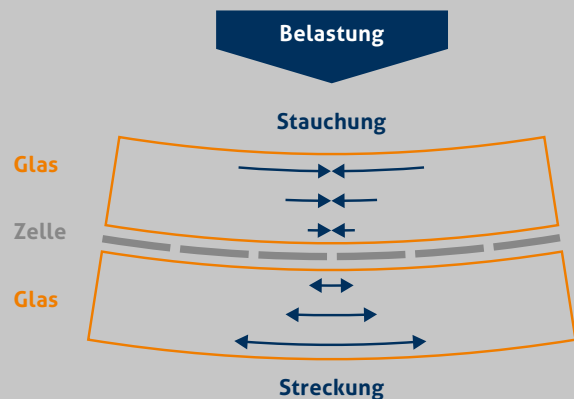 Belastung
Stauchung
Glas
Zelle
Glas
Streckung